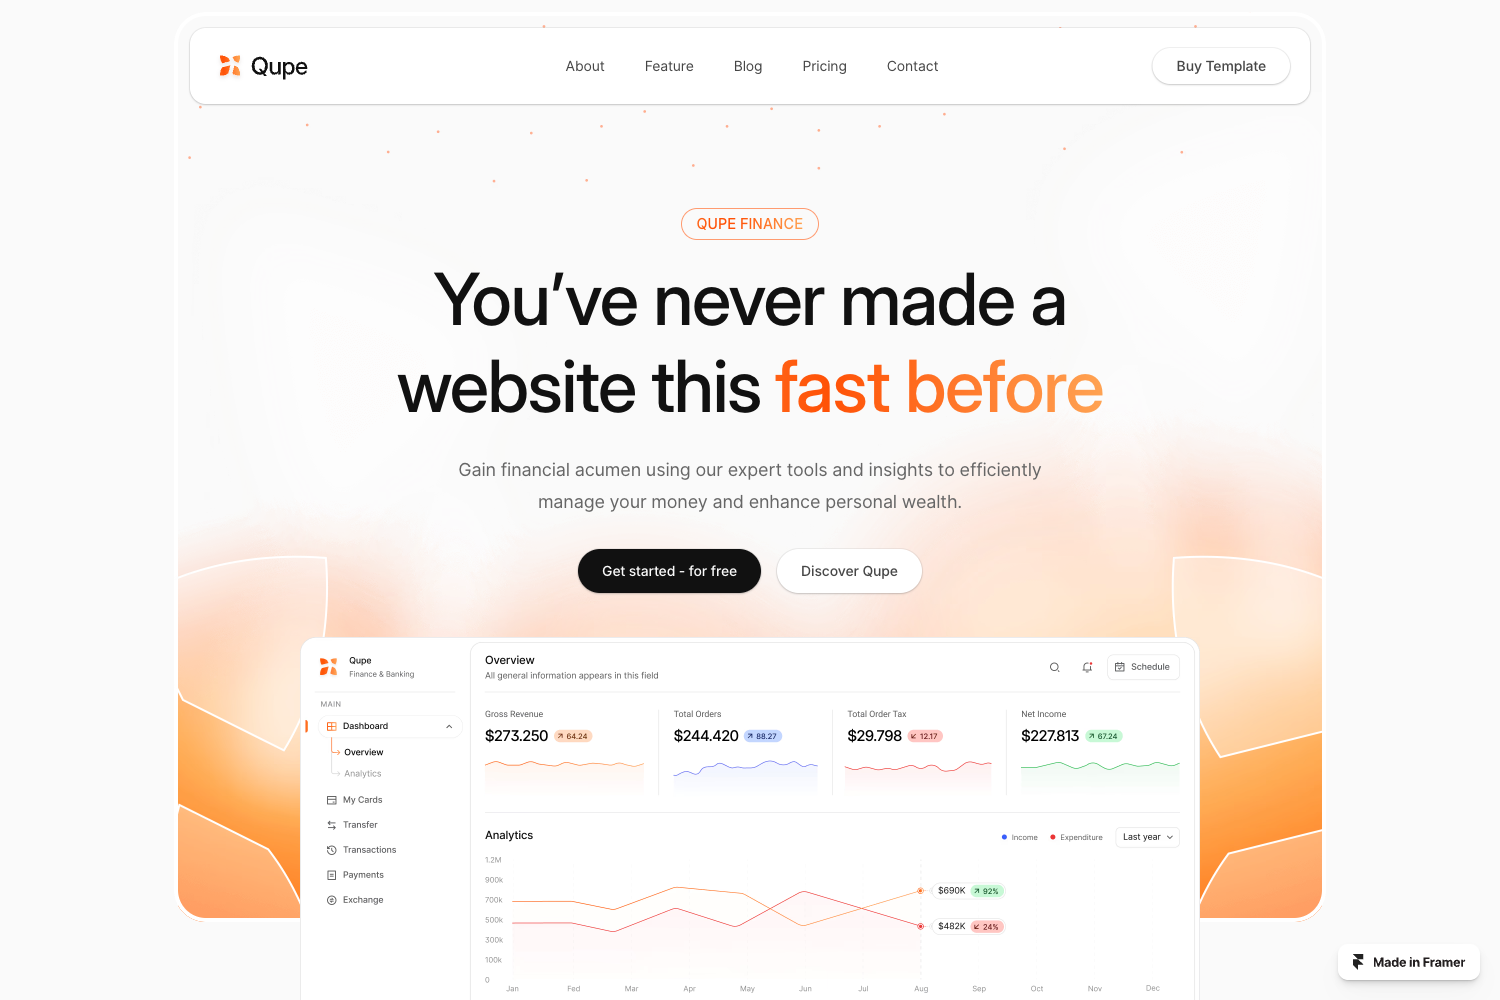 Qupe
About
Feature
Blog
Pricing
Contact
Buy Template
QUPE FINANCE
You’ve never made a
website this fast before
Gain financial acumen using our expert tools and insights to efficiently
manage your money and enhance personal wealth.
Get started - for free
Discover Qupe
Qupe
Finance & Banking
MAIN
Dashboard
Overview
Analytics
My Cards
Transfer
Transactions
Payments
Exchange
Overview
All general information appears in this field
Schedule
Gross Revenue
$273.250 64.24
Total Orders
$244.420 88.27
Total Order Tax
$29.798 12.17
Net Income
$227.813 67.24
Analytics
Income
Expenditure
Last year
1.2M
900k
700k
500k
300k
100k
0
$690K 92%
$482K 24%
Jan Fed Mar Apr May Jun Jul Aug Sep Oct Nov Dec
Made in Framer